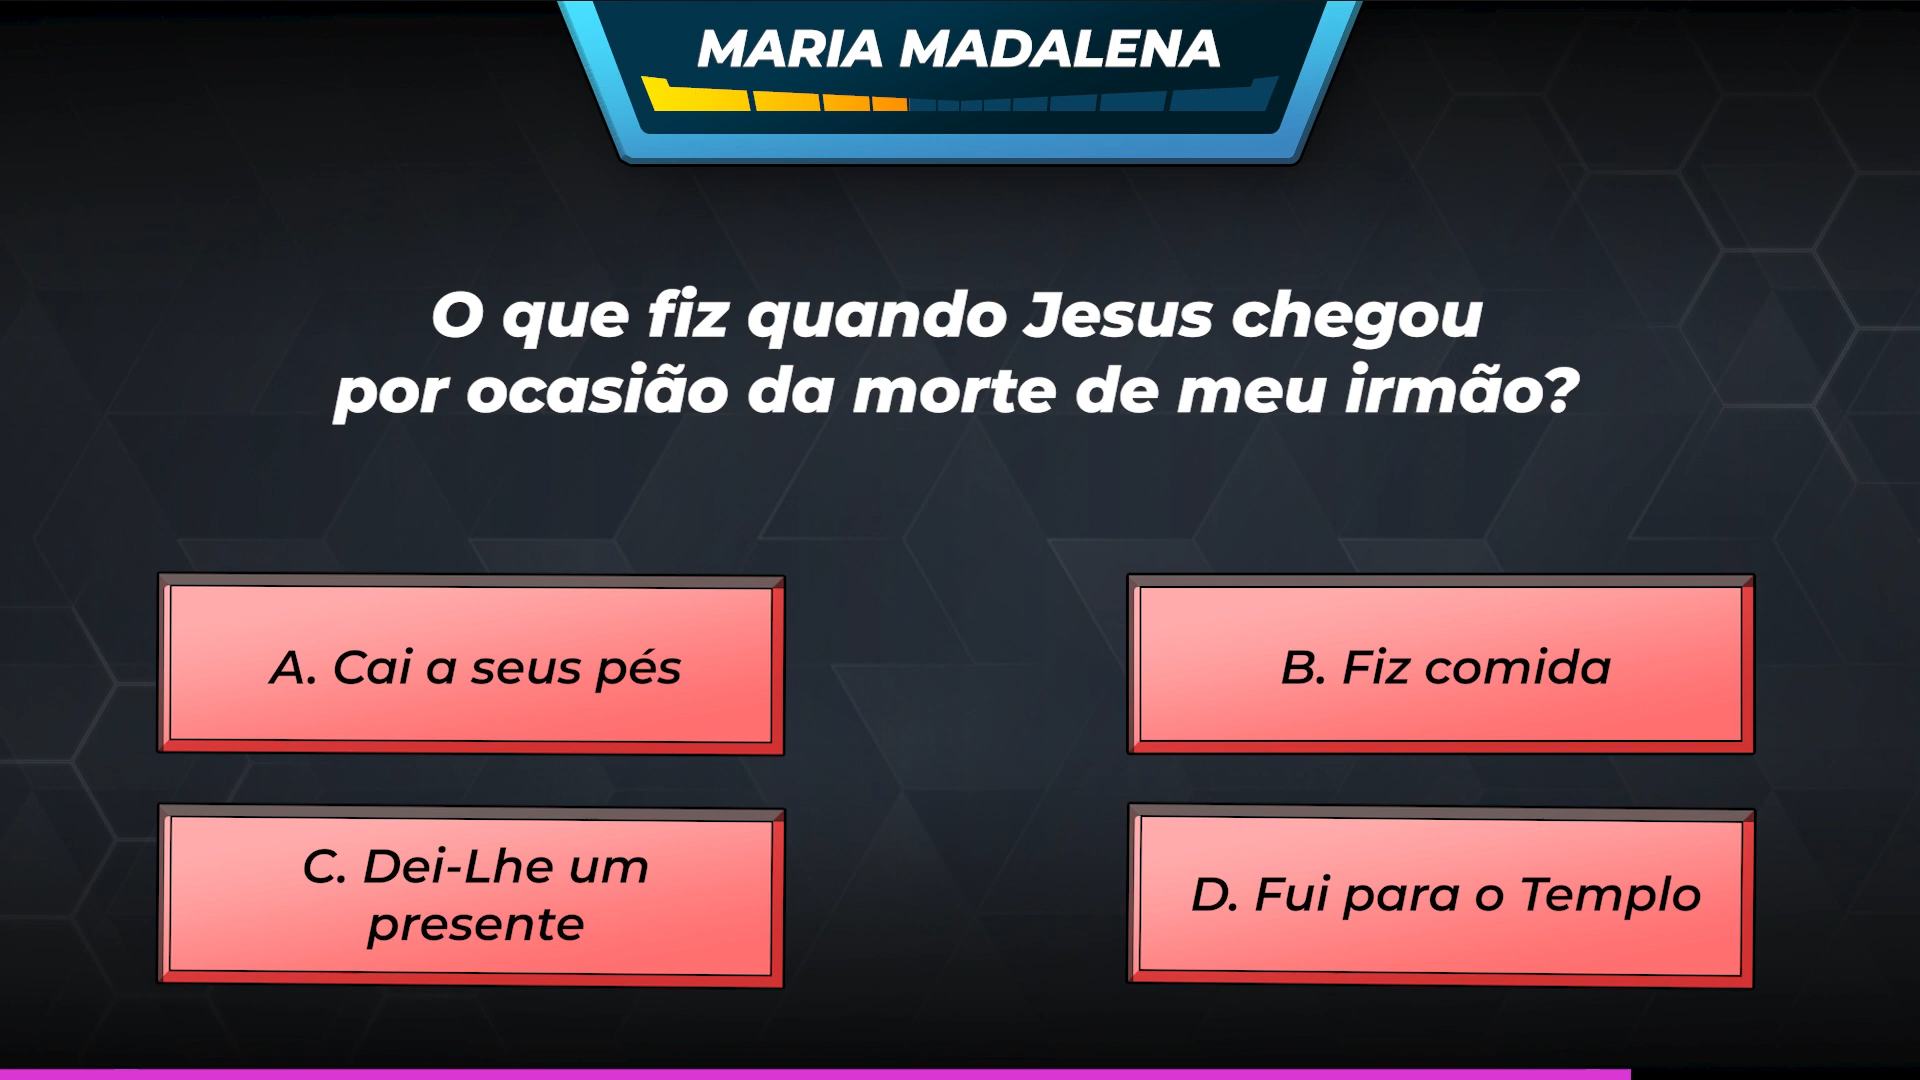 MARIA MADALENA
O que fiz quando Jesus chegou
por ocasião da morte de meu irmão?
A. Cai a seus pés
B. Fiz comida
C. Dei-Lhe um
presente
D. Fui para o Templo